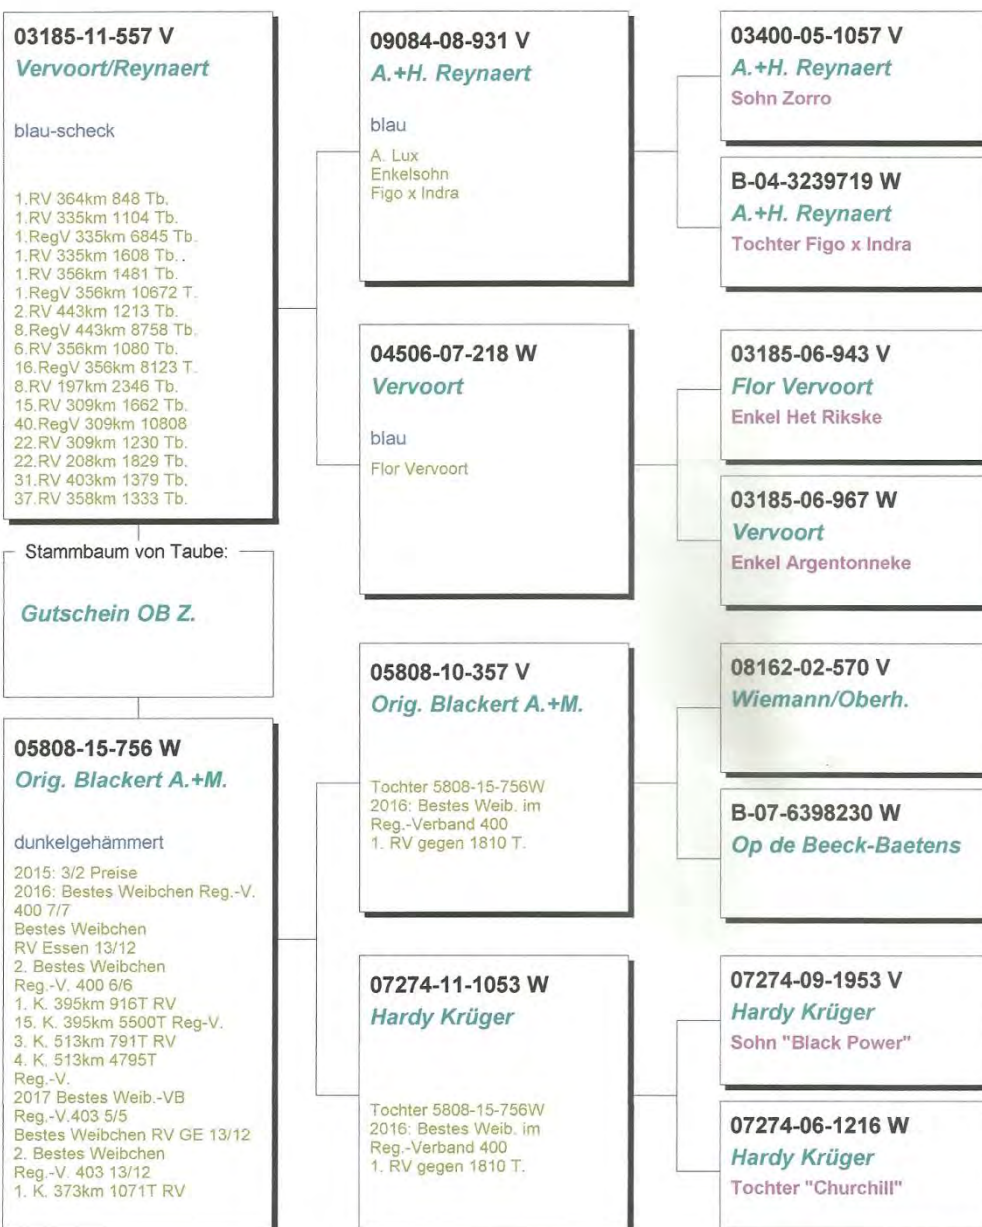 03185-11-557 V
Vervoort/Reynaert
blau-scheck
1.RV 364km 848 Tb.
1.RV 335km 1104 Tb.
1.RegV 335km 6845 Tb.
1.RV 335km 1608 Tb..
1.RV 356km 1481 Tb.
1.RegV 356km 10672 T.
2.RV 443km 1213 Tb.
8.RegV 443km 8758 Tb.
6.RV 356km 1080 Tb.
16.RegV 356km 8123 T.
8.RV 197km 2346 Tb.
15.RV 309km 1662 Tb.
40.RegV 309km 10808
22.RV 309km 1230 Tb.
22.RV 208km 1829 Tb.
31.RV 403km 1379 Tb.
37.RV 358km 1333 Tb.
Stammbaum von Taube:
Gutschein OB Z.
05808-15-756 W
Orig. Blackert A.+M.
dunkelgehämmert
2015: 3/2 Preise
2016: Bestes Weibchen Reg.-V.
400 7/7
Bestes Weibchen
RV Essen 13/12
2. Bestes Weibchen
Reg.-V. 400 6/6
1. K. 395km 916T RV
15. K. 395km 5500T Reg-V.
3. K. 513km 791T RV
4. K. 513km 4795T
Reg.-V.
2017 Bestes Weib.-VB
Reg.-V.403 5/5
Bestes Weibchen RV GE 13/12
2. Bestes Weibchen
Reg.-V. 403 13/12
1. K. 373km 1071T RV
09084-08-931 V
A.+H. Reynaert
blau
A. Lux
Enkelsohn
Figo x Indra
04506-07-218 W
Vervoort
blau
Flor Vervoort
05808-10-357 V
Orig. Blackert A.+M.
Tochter 5808-15-756W
2016: Bestes Weib. im
Reg.-Verband 400
1. RV gegen 1810 T.
07274-11-1053 W
Hardy Krüger
Tochter 5808-15-756W
2016: Bestes Weib. im
Reg.-Verband 400
1. RV gegen 1810 T.
03400-05-1057 V
A.+H. Reynaert
Sohn Zorro
B-04-3239719 W
A.+H. Reynaert
Tochter Figo x Indra
03185-06-943 V
Flor Vervoort
Enkel Het Rikske
03185-06-967 W
Vervoort
Enkel Argentonneke
08162-02-570 V
Wiemann/Oberh.
B-07-6398230 W
Op de Beeck-Baetens
07274-09-1953 V
Hardy Krüger
Sohn "Black Power"
07274-06-1216 W
Hardy Krüger
Tochter "Churchill"